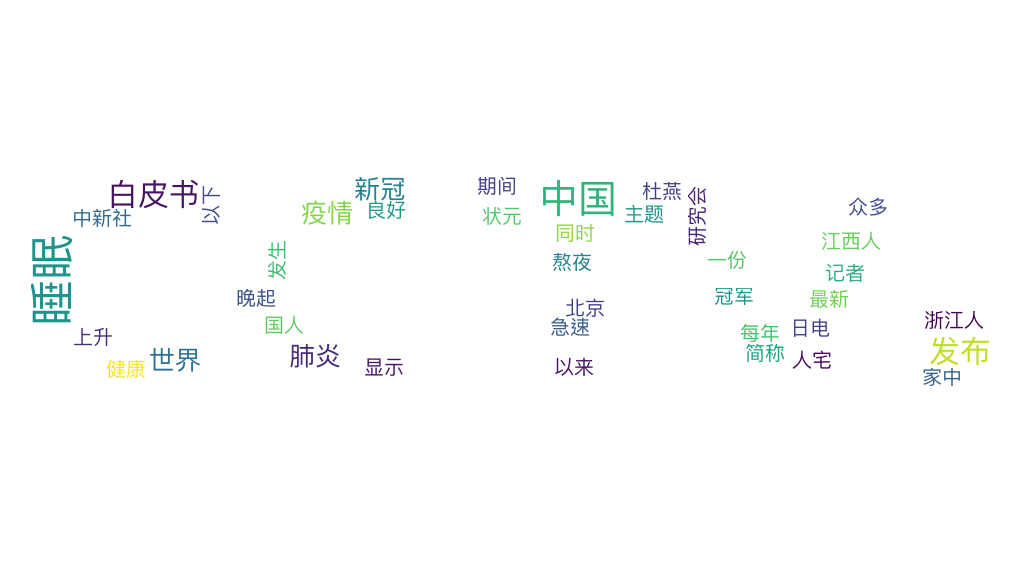 白皮书
中新社
以下
睡眠
上升
健康
世界
新冠
疫情
良好
发生
晚起
国人
肺炎
显示
期间
状元
中国
同时
熬夜
北京
急速
以来
杜燕
主题
研究会
一份
冠军
每年
简称
日电
人宅
众多
江西人
记者
最新
浙江人
发布
家中